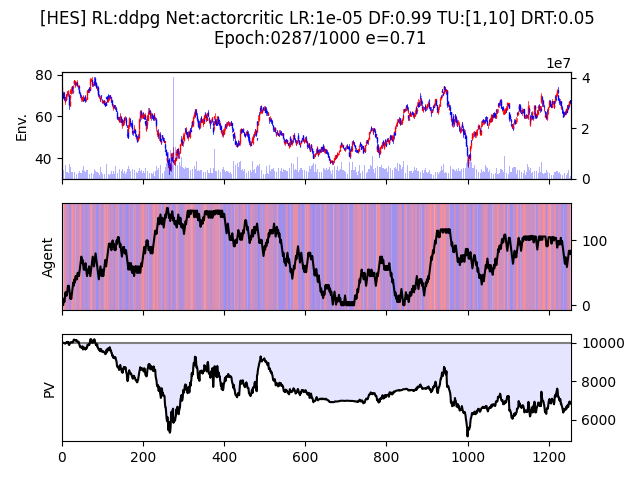 [HES] RL:ddpg Net:actorcritic LR:1e-05 DF:0.99 TU:[1,10] DRT:0.05
Epoch:0287/1000 e=0.71
1e7
80
60
40
Env.
4
2
0
Agent
100
0
PV
10000
8000
6000
0 200 400 600 800 1000 1200